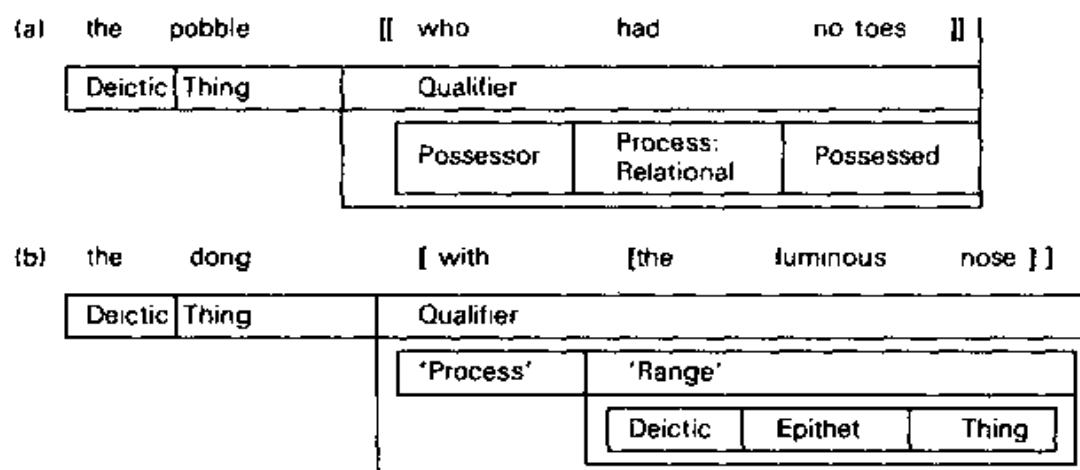 (a) the pobble [[ who had no toes ]]
Deictic Thing Qualifier
Possessor Process: Relational Possessed
(b) the dong [ with [the luminous nose ] ]
Deictic Thing Qualifier
'Process' 'Range'
Deictic Epithet Thing